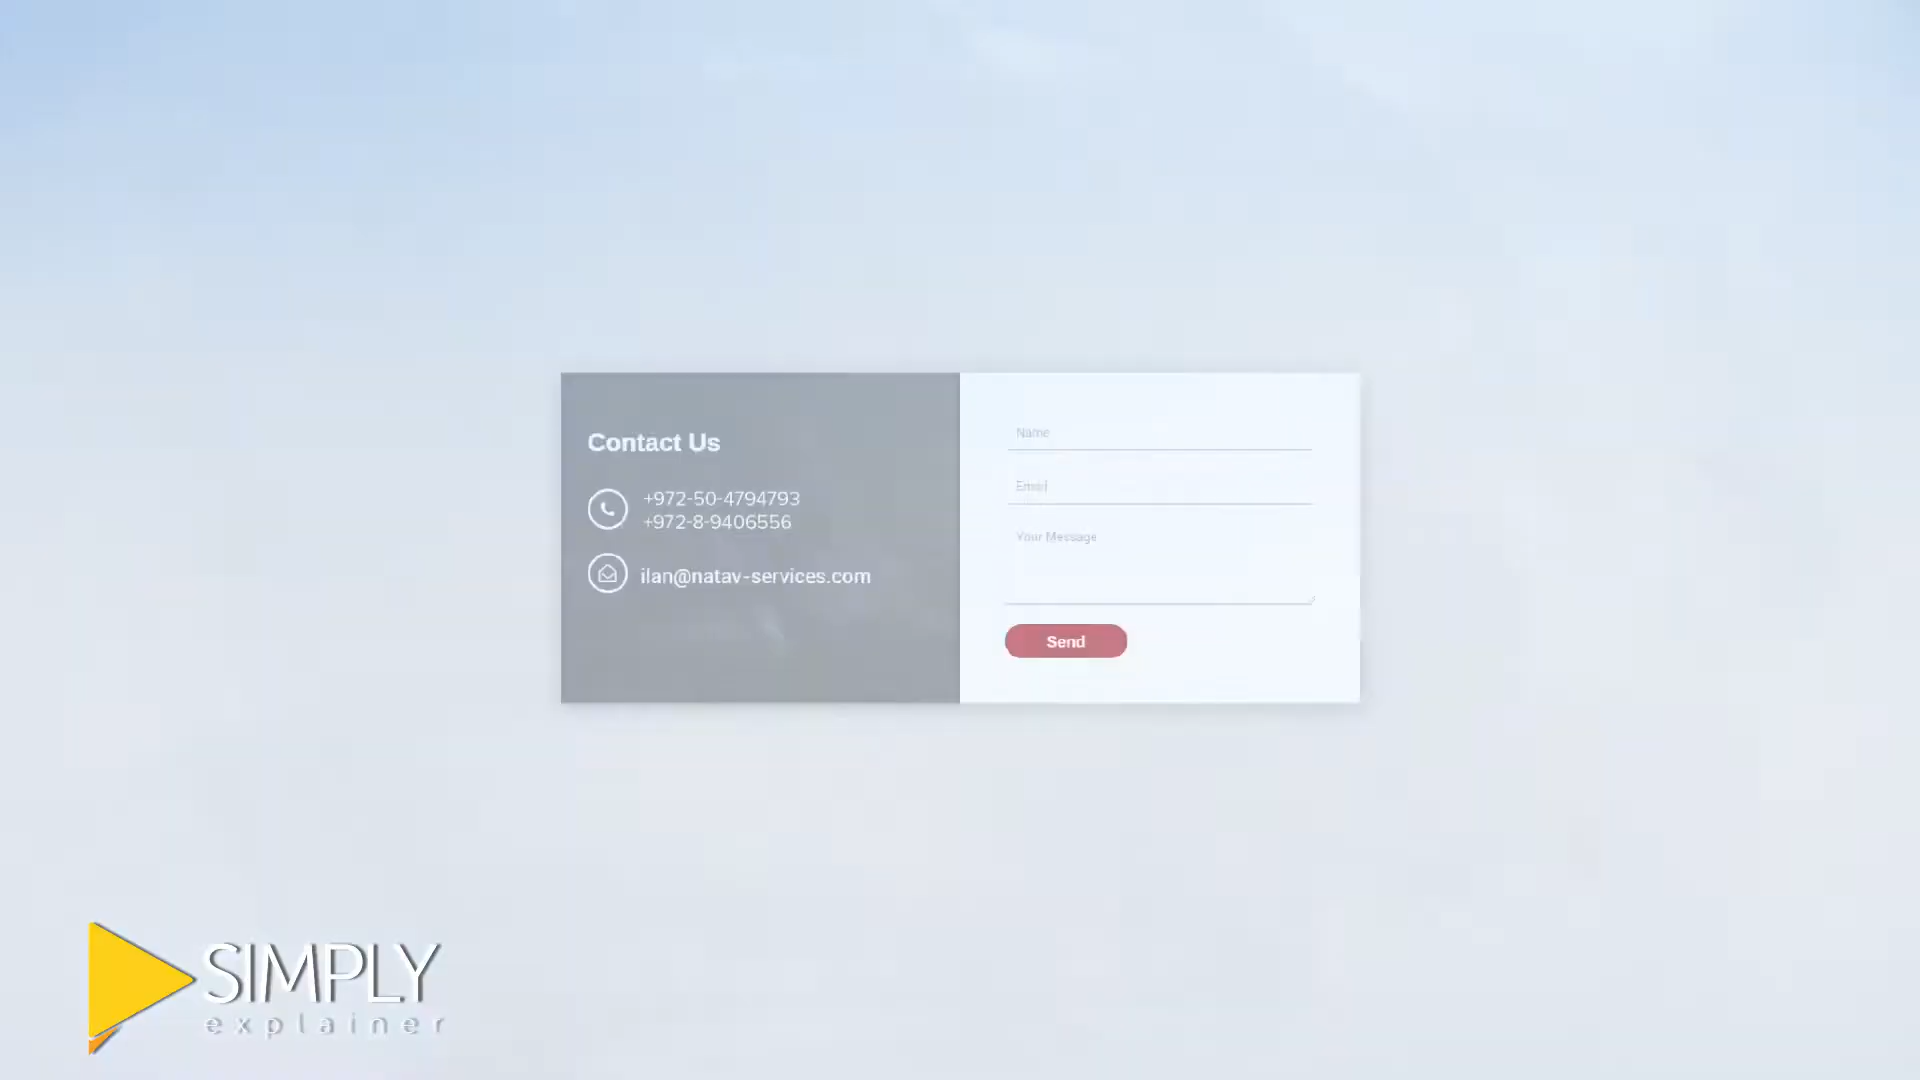 Contact Us
+972-50-4794793
+972-8-9406556
ilan@natav-services.com
Name
Email
Your Message
Send
SIMPLY
explainer